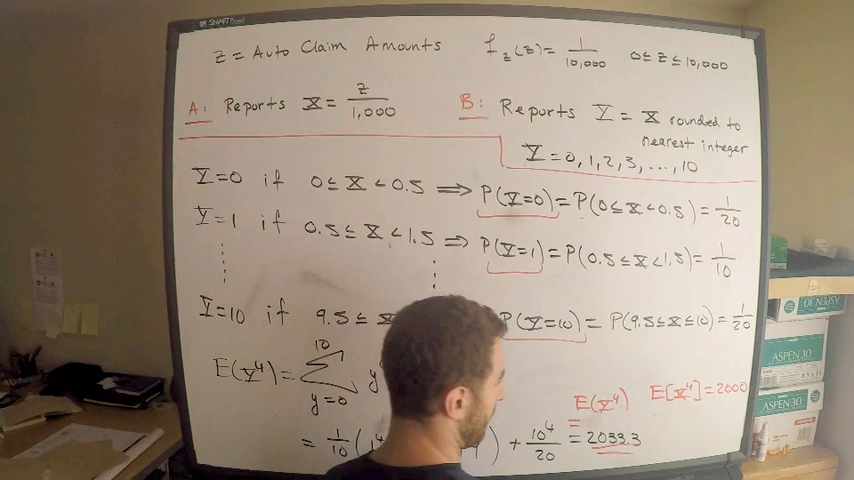 SMART Board
Z = Auto Claim Amounts f_Z(z) = 1/10,000 0 ≤ Z ≤ 10,000
A: Reports X = Z/1,000
B: Reports Y = X rounded to nearest integer
Y = 0, 1, 2, 3, ..., 10
Y=0 if 0 ≤ X < 0.5 ⟹ P(Y=0) = P(0 ≤ X < 0.5) = 1/20
Y=1 if 0.5 ≤ X < 1.5 ⟹ P(Y=1) = P(0.5 ≤ X < 1.5) = 1/10
Y=10 if 9.5 ≤ X P(Y=10) = P(9.5 ≤ X ≤ 10) = 1/20
E(Y⁴) = Σ_{y=0}^{10} y⁴
E(Y⁴) E[X⁴] = 2000
= 1/10 (1⁴ ) + 10⁴/20 = 2033.3
ASPEN 30
ASPEN 30